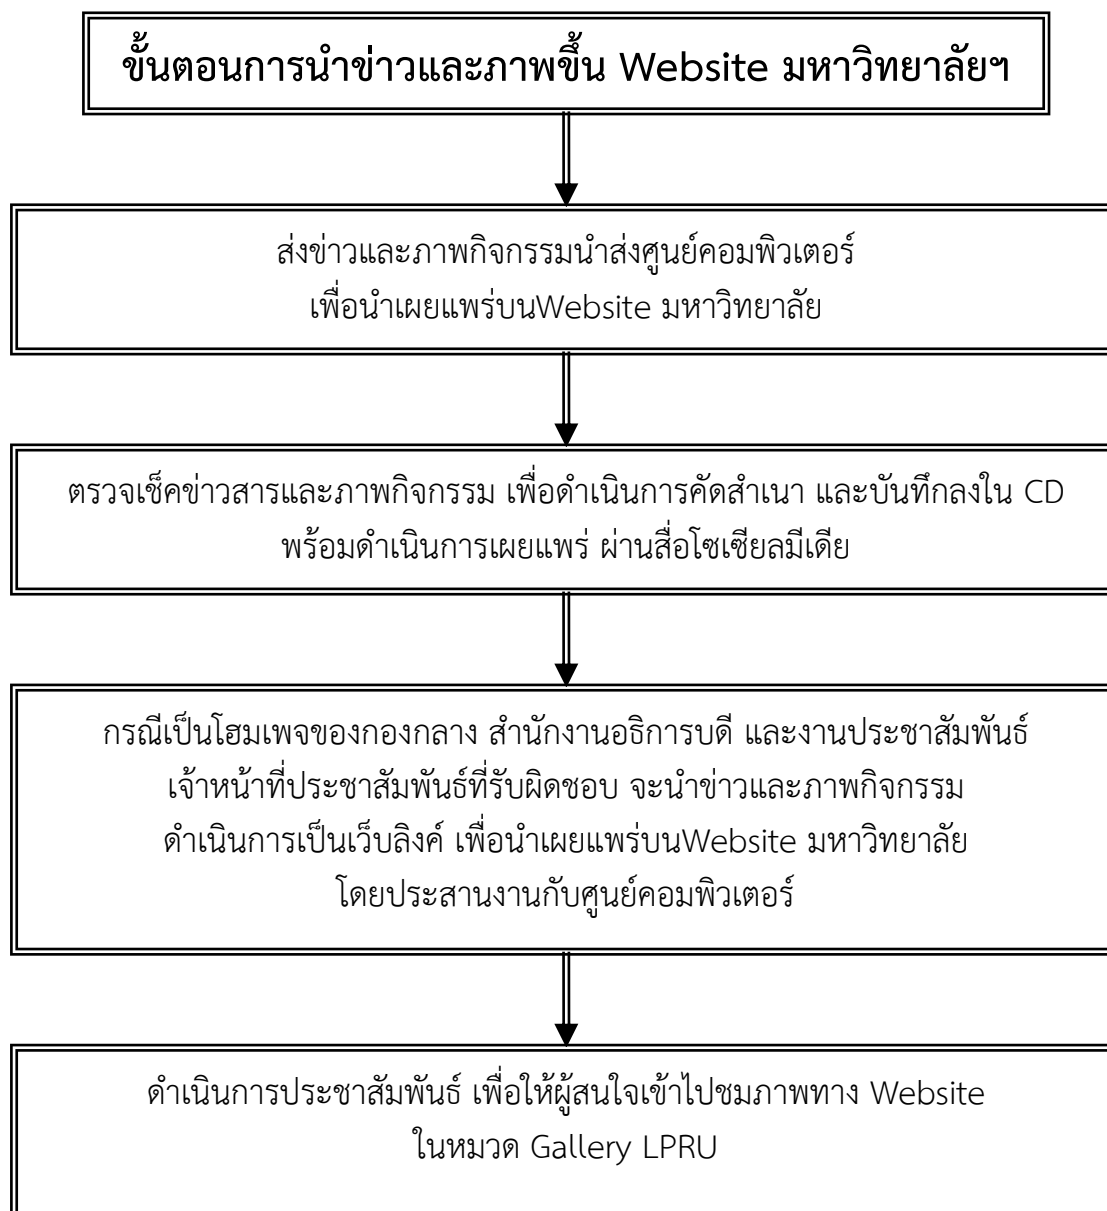 ขั้นตอนการนำข่าวและภาพขึ้น Website มหาวิทยาลัยฯ
ส่งข่าวและภาพกิจกรรมนำส่งศูนย์คอมพิวเตอร์
เพื่อนำเผยแพร่บนWebsite มหาวิทยาลัย
ตรวจเช็คข่าวสารและภาพกิจกรรม เพื่อดำเนินการคัดสำเนา และบันทึกลงใน CD
พร้อมดำเนินการเผยแพร่ ผ่านสื่อโซเซียลมีเดีย
กรณีเป็นโฮมเพจของกองกลาง สำนักงานอธิการบดี และงานประชาสัมพันธ์
เจ้าหน้าที่ประชาสัมพันธ์ที่รับผิดชอบ จะนำข่าวและภาพกิจกรรม
ดำเนินการเป็นเว็บลิงค์ เพื่อนำเผยแพร่บนWebsite มหาวิทยาลัย
โดยประสานงานกับศูนย์คอมพิวเตอร์
ดำเนินการประชาสัมพันธ์ เพื่อให้ผู้สนใจเข้าไปชมภาพทาง Website
ในหมวด Gallery LPRU